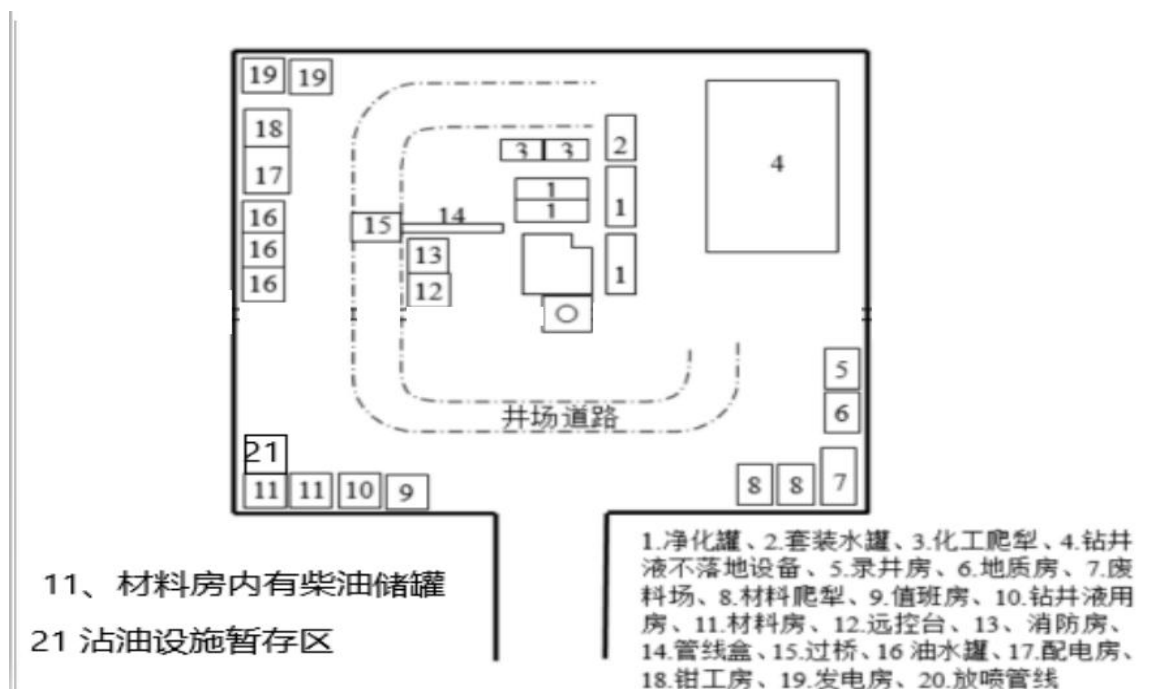 19 19
18
17
16
16
16
3 3
2
1
1
1
1
4
15 14
13
12
5
6
井场道路
21
11 11 10 9
8 8 7
11、材料房内有柴油储罐
21 沾油设施暂存区
1.净化罐、2.套装水罐、3.化工爬犁、4.钻井
液不落地设备、5.录井房、6.地质房、7.废
料场、8.材料爬犁、9.值班房、10.钻井液用
房、11.材料房、12.远控台、13、消防房、
14.管线盒、15.过桥、16 油水罐、17.配电房、
18.钳工房、19.发电房、20.放喷管线